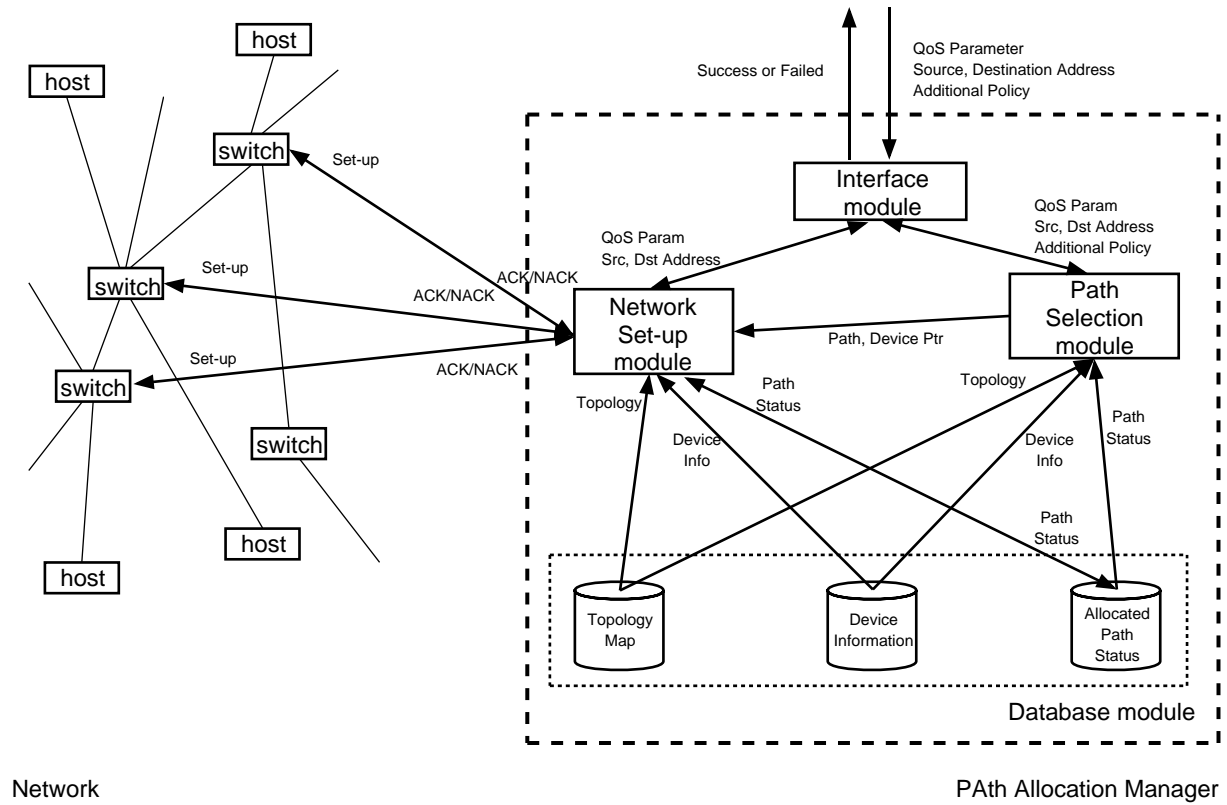 host
host
switch
switch
switch
switch
host
host
Set-up
Set-up
Set-up
ACK/NACK
ACK/NACK
ACK/NACK
Success or Failed
QoS Parameter
Source, Destination Address
Additional Policy
Interface
module
QoS Param
Src, Dst Address
QoS Param
Src, Dst Address
Additional Policy
Network
Set-up
module
Path
Selection
module
Path, Device Ptr
Topology
Device
Info
Path
Status
Topology
Device
Info
Path
Status
Path
Status
Topology
Map
Device
Information
Allocated
Path
Status
Database module
Network
PAth Allocation Manager